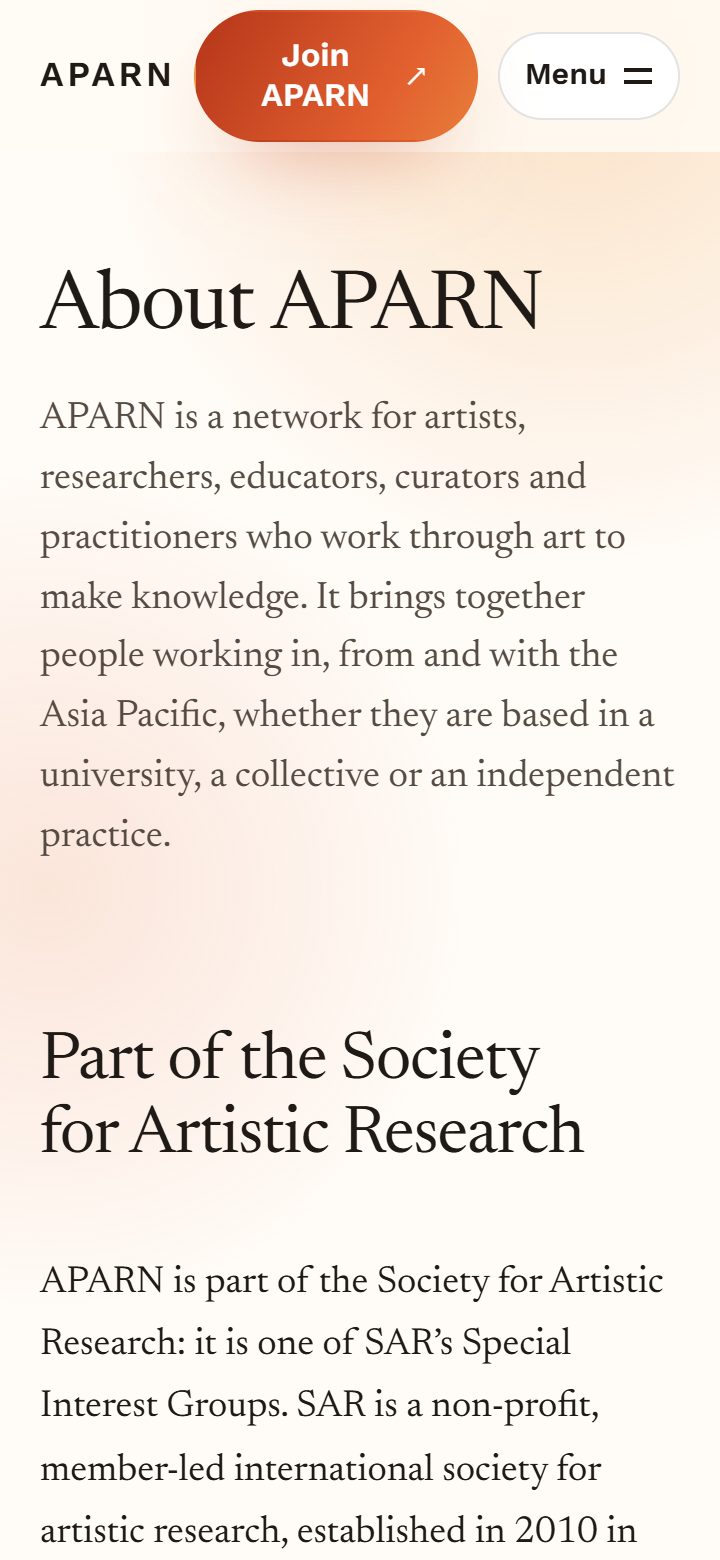 APARN
Join
APARN ↗
Menu
About APARN
APARN is a network for artists,
researchers, educators, curators and
practitioners who work through art to
make knowledge. It brings together
people working in, from and with the
Asia Pacific, whether they are based in a
university, a collective or an independent
practice.
Part of the Society
for Artistic Research
APARN is part of the Society for Artistic
Research: it is one of SAR’s Special
Interest Groups. SAR is a non-profit,
member-led international society for
artistic research, established in 2010 in